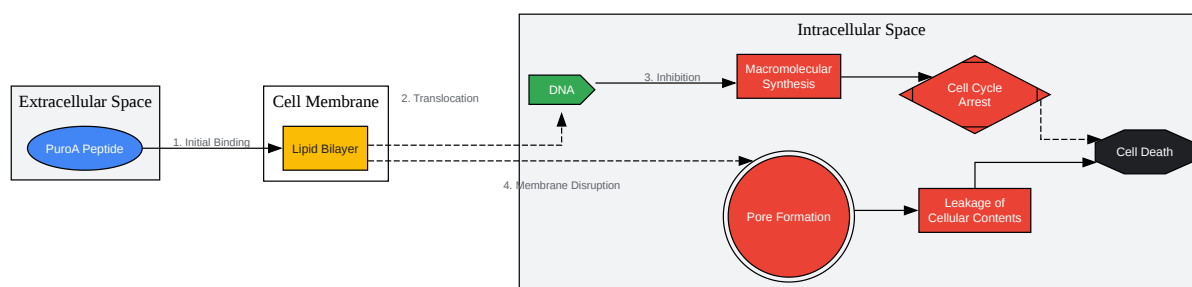 Extracellular Space
PuroA Peptide
1. Initial Binding
Cell Membrane
Lipid Bilayer
2. Translocation
4. Membrane Disruption
Intracellular Space
DNA
3. Inhibition
Macromolecular
Synthesis
Cell Cycle
Arrest
Pore Formation
Leakage of
Cellular Contents
Cell Death